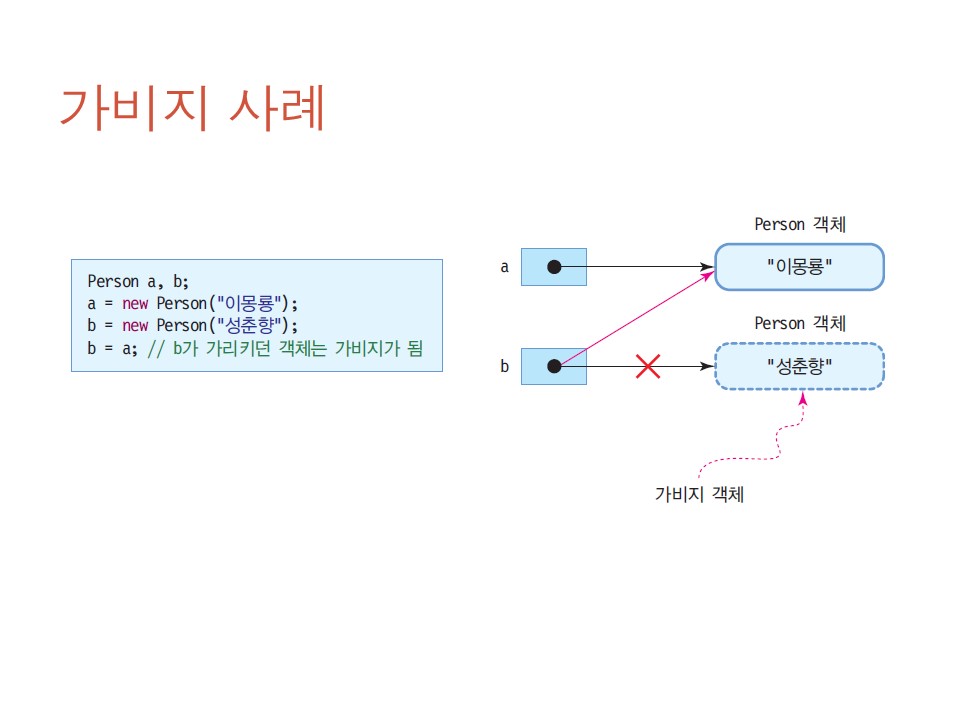 가비지 사례
Person a, b;
a = new Person("이몽룡");
b = new Person("성춘향");
b = a; // b가 가리키던 객체는 가비지가 됨
Person 객체
a
"이몽룡"
Person 객체
b
"성춘향"
가비지 객체